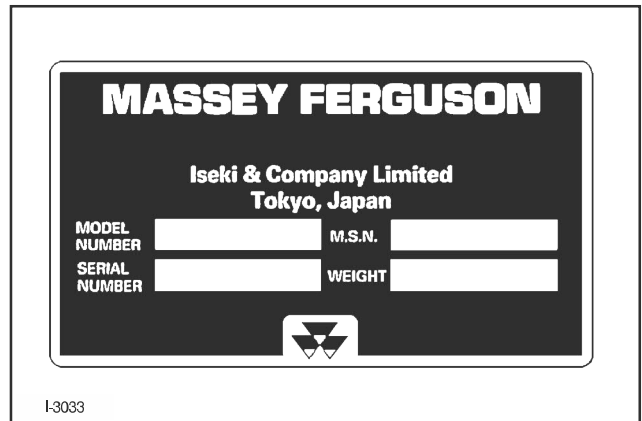 MASSEY FERGUSON
Iseki & Company Limited
Tokyo, Japan
MODEL NUMBER M.S.N.
SERIAL NUMBER WEIGHT
I-3033